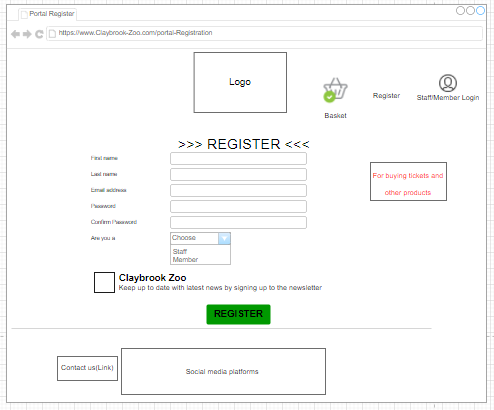 Portal Register
https://www.Claybrook-Zoo.com/portal-Registration
Logo
Basket
Register
Staff/Member Login
>>> REGISTER <<<
First name
Last name
Email address
Password
Confirm Password
Are you a
Choose
Staff
Member
For buying tickets and
other products
Claybrook Zoo
Keep up to date with latest news by signing up to the newsletter
REGISTER
Contact us(Link)
Social media platforms